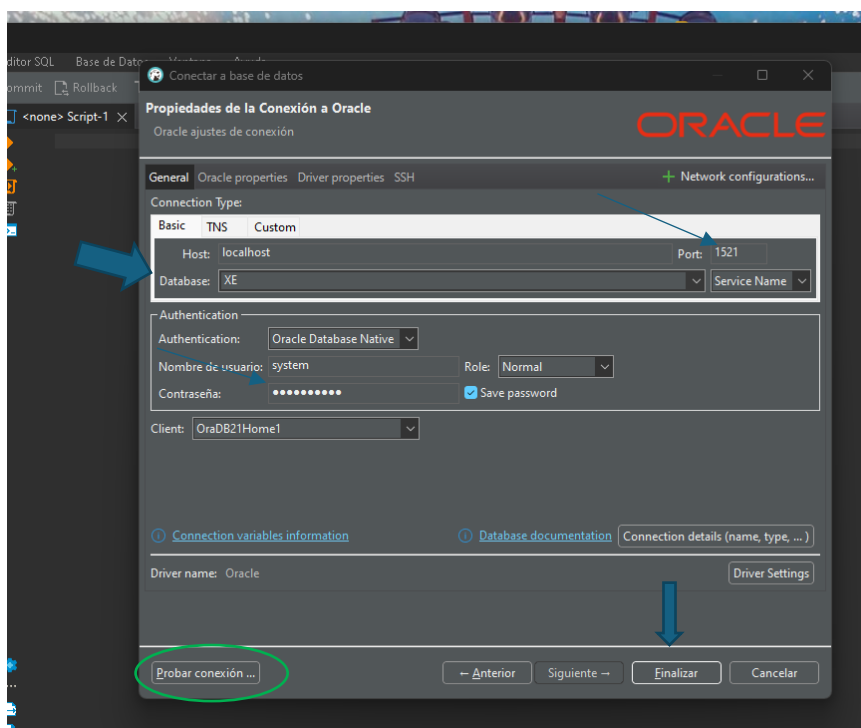 ditor SQL Base de Datos Ventana Ayuda
Conectar a base de datos
ommit Rollback
<none> Script-1
Propiedades de la Conexión a Oracle
Oracle ajustes de conexión
ORACLE
General Oracle properties Driver properties SSH
Network configurations...
Connection Type:
Basic TNS Custom
Host: localhost Port: 1521
Database: XE Service Name
Authentication
Authentication: Oracle Database Native
Nombre de usuario: system Role: Normal
Contraseña: •••••••••• Save password
Client: OraDB21Home1
Connection variables information Database documentation Connection details (name, type, ... )
Driver name: Oracle Driver Settings
Probar conexión ... ← Anterior Siguiente → Finalizar Cancelar